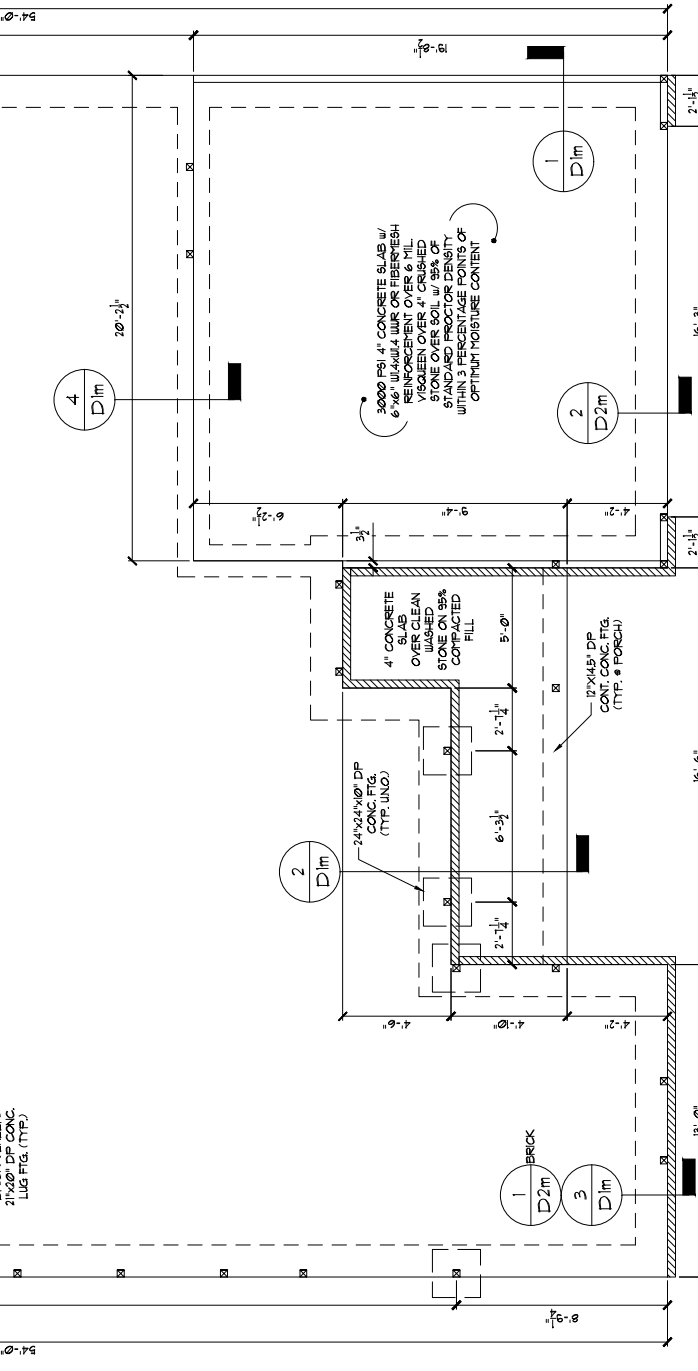 54'-0"
19'-8 1/2"
2'-1 1/2"
1
D1m
20'-2 1/2"
4
D1m
3000 PSI 4" CONCRETE SLAB W/
6"x6" W1.4xW1.4 WWR OR FIBERMESH
REINFORCEMENT OVER 6 MIL.
VISQUEEN OVER 4" CRUSHED
STONE OVER SOIL W/ 95% OF
STANDARD PROCTOR DENSITY
WITHIN 3 PERCENTAGE POINTS OF
OPTIMUM MOISTURE CONTENT
2
D2m
6'-2 1/2"
9'-4"
4'-2"
3 1/2"
2'-1 1/2"
4" CONCRETE
SLAB
OVER CLEAN
WASHED
STONE ON 95%
COMPACTED
FILL
5'-0"
12"X14.5" DP
CONT. CONC. FTG.
(TYP. @ PORCH)
2'-7 1/4"
24"x24"x10" DP
CONC. FTG.
(TYP. U.N.O.)
6'-3 1/2"
2
D1m
2'-7 1/4"
4'-6"
4'-10"
4'-2"
21"x20" DP CONC.
LUG FTG. (TYP.)
BRICK
1
D2m
3
D1m
8'-9 1/4"
54'-0"